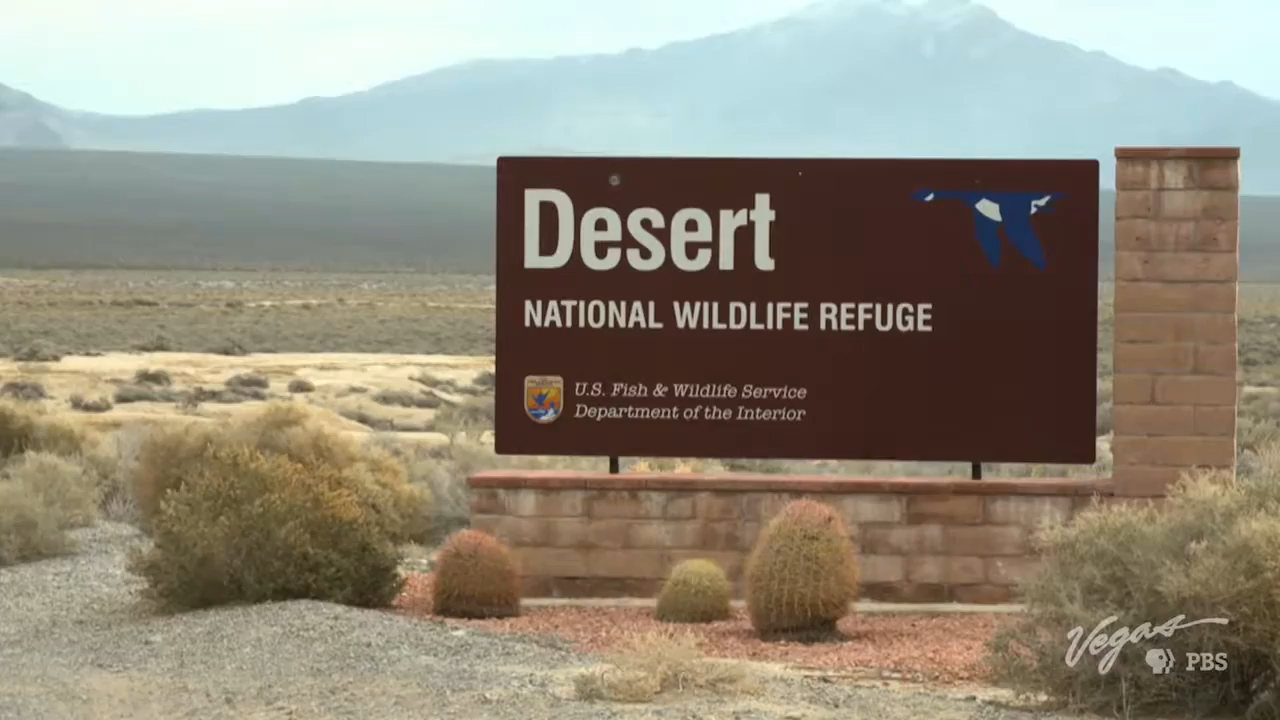 Desert
NATIONAL WILDLIFE REFUGE
U.S. Fish & Wildlife Service
Department of the Interior
Vegas
PBS